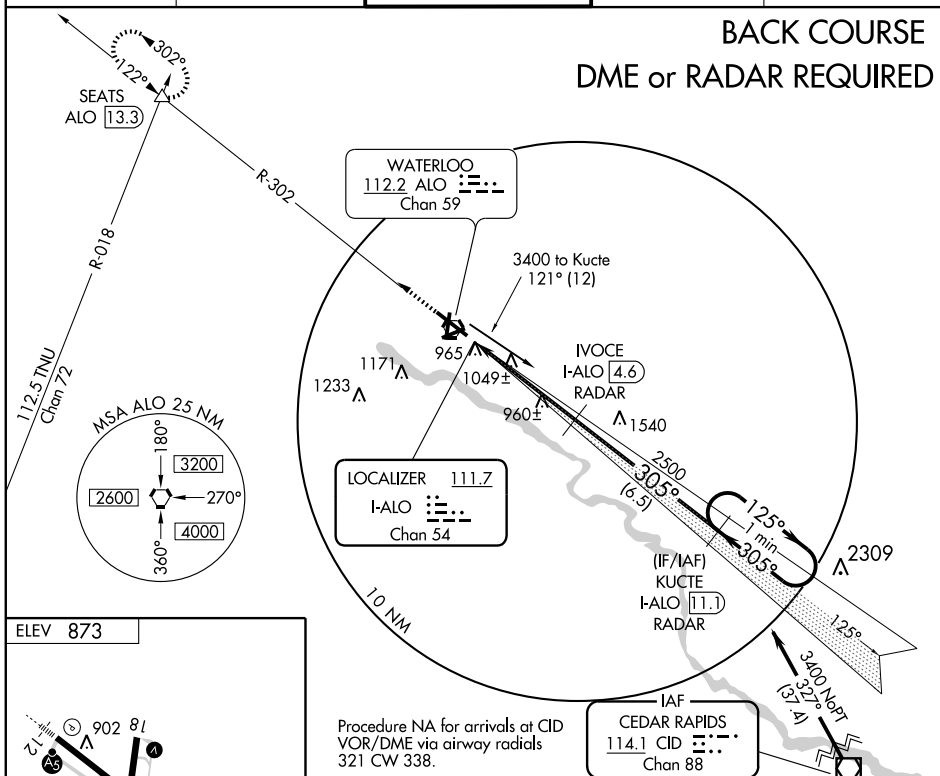 BACK COURSE
DME or RADAR REQUIRED
302°
122°
SEATS
ALO 13.3
R-302
R-018
112.5 TNU
Chan 72
WATERLOO
112.2 ALO
Chan 59
3400 to Kucte
121° (12)
965
1049±
1171
1233
960±
IVOCE
I-ALO 4.6
RADAR
1540
MSA ALO 25 NM
180°
3200
2600
270°
4000
360°
LOCALIZER 111.7
I-ALO
Chan 54
2500
305°
(6.5)
125°
1 min
305°
2309
(IF/IAF)
KUCTE
I-ALO 11.1
RADAR
10 NM
125°
3400 NoPT
327°
(37.4)
IAF
CEDAR RAPIDS
114.1 CID
Chan 88
Procedure NA for arrivals at CID
VOR/DME via airway radials
321 CW 338.
ELEV 873
P
902
18
12
A5
V